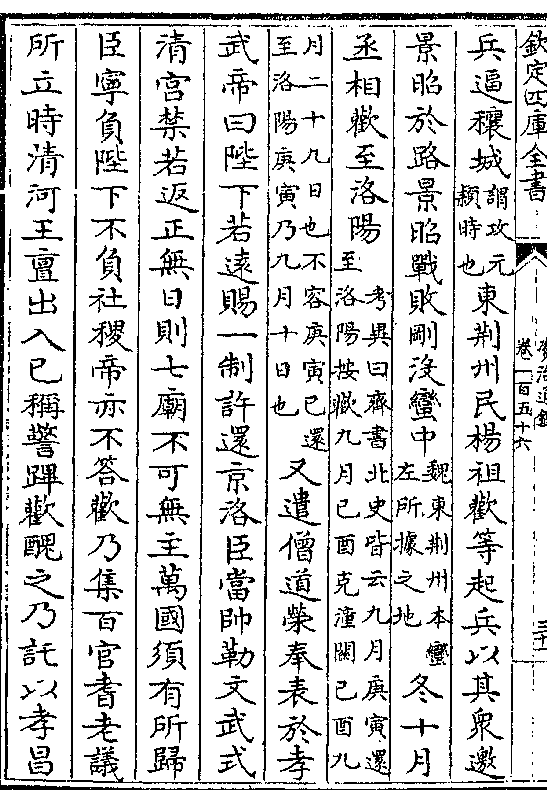 欽定四庫全書
資治通鑑
卷一百五十六
三十二
兵逼穰城謂攻元
頴時也東荆州民楊祖歡等起兵以其衆邀
景昭於路景昭戰敗剛没蠻中魏東荆州本蠻
左所據之地冬十月
丞相歡至洛陽考異曰齊書北史皆云九月庚寅還
至洛陽按歡九月已酉克潼關已酉九
月二十九日也不容庚寅已還
至洛陽庚寅乃九月十日也又遣僧道榮奉表於孝
武帝曰陛下若逺賜一制許還京洛臣當帥勒文武式
清宫禁若返正無日則七廟不可無主萬國須有所歸
臣寧負陛下不負社稷帝亦不答歡乃集百官耆老議
所立時清河王亶出入已稱警蹕歡醜之乃託以孝昌